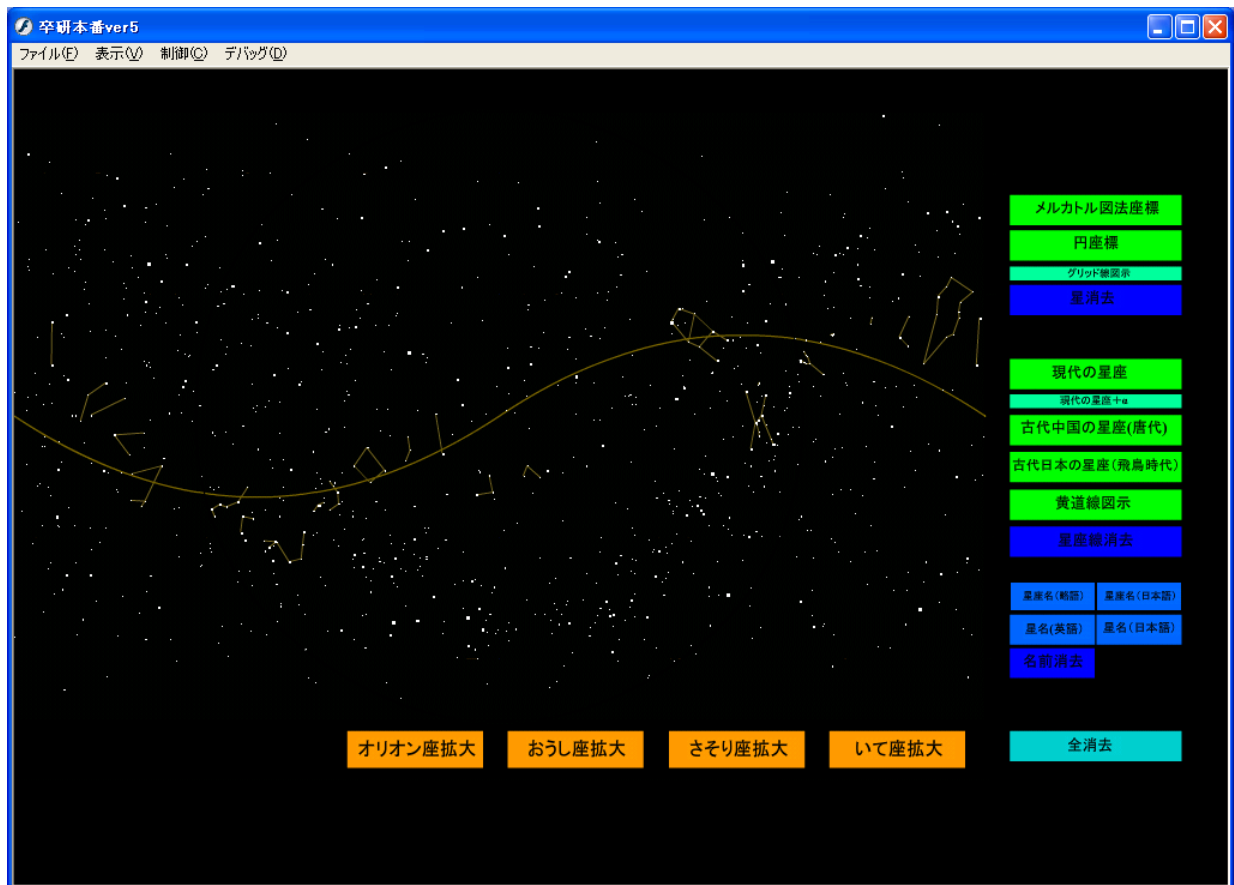 卒研本番ver5
ファイル(F) 表示(V) 制御(C) デバッグ(D)
メルカトル図法座標
円座標
グリッド線図示
星消去
現代の星座
現代の星座+α
古代中国の星座(唐代)
古代日本の星座(飛鳥時代)
黄道線図示
星座線消去
星座名(略語) 星座名(日本語)
星名(英語) 星名(日本語)
名前消去
オリオン座拡大 おうし座拡大 さそり座拡大 いて座拡大 全消去